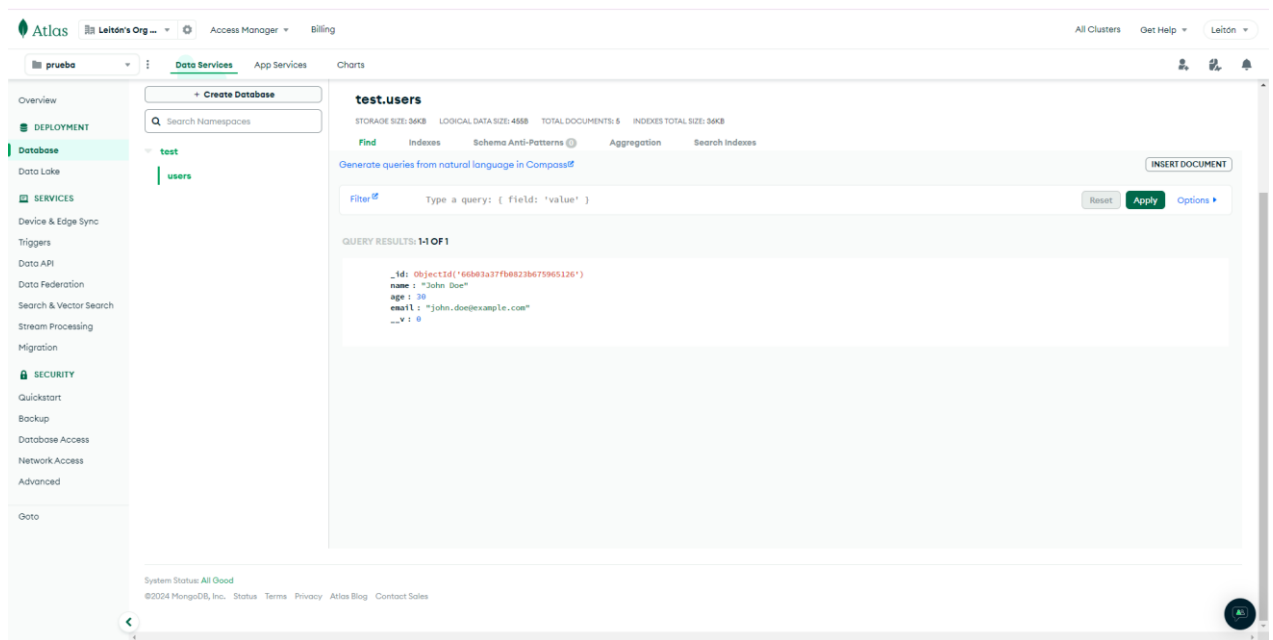 Atlas Leitón's Org ... Access Manager Billing All Clusters Get Help Leitón
prueba Data Services App Services Charts
Overview
DEPLOYMENT
Database
Data Lake
SERVICES
Device & Edge Sync
Triggers
Data API
Data Federation
Search & Vector Search
Stream Processing
Migration
SECURITY
Quickstart
Backup
Database Access
Network Access
Advanced
Goto
+ Create Database
Search Namespaces
test
users
test.users
STORAGE SIZE: 36KB LOGICAL DATA SIZE: 455B TOTAL DOCUMENTS: 5 INDEXES TOTAL SIZE: 36KB
Find Indexes Schema Anti-Patterns 0 Aggregation Search Indexes
Generate queries from natural language in Compass
INSERT DOCUMENT
Filter Type a query: { field: 'value' } Reset Apply Options
QUERY RESULTS: 1-1 OF 1
_id: ObjectId('66b03a37fb0823b675965126')
name : "John Doe"
age : 30
email : "john.doe@example.com"
__v : 0
System Status: All Good
©2024 MongoDB, Inc. Status Terms Privacy Atlas Blog Contact Sales